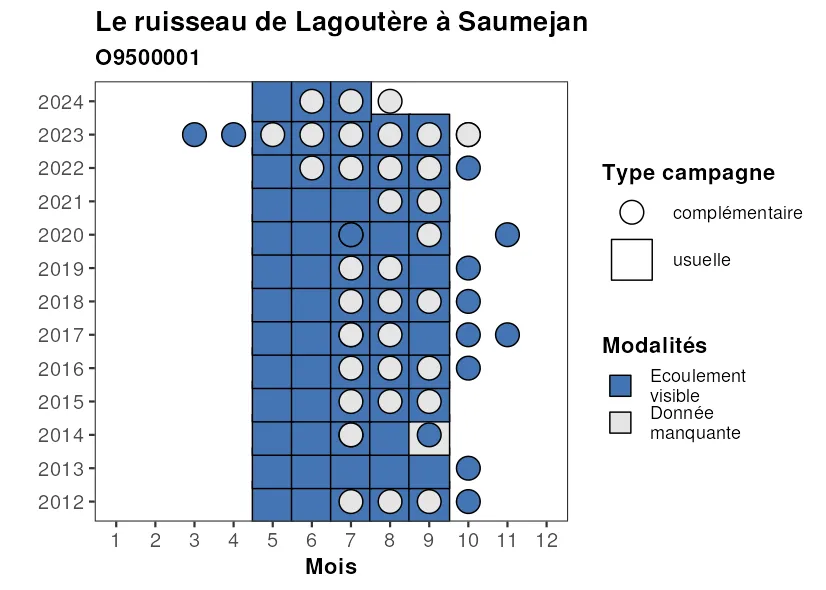 Le ruisseau de Lagoutère à Saumejan
O9500001
2024
2023
2022
2021
2020
2019
2018
2017
2016
2015
2014
2013
2012
1 2 3 4 5 6 7 8 9 10 11 12
Mois
Type campagne
complémentaire
usuelle
Modalités
Ecoulement
visible
Donnée
manquante